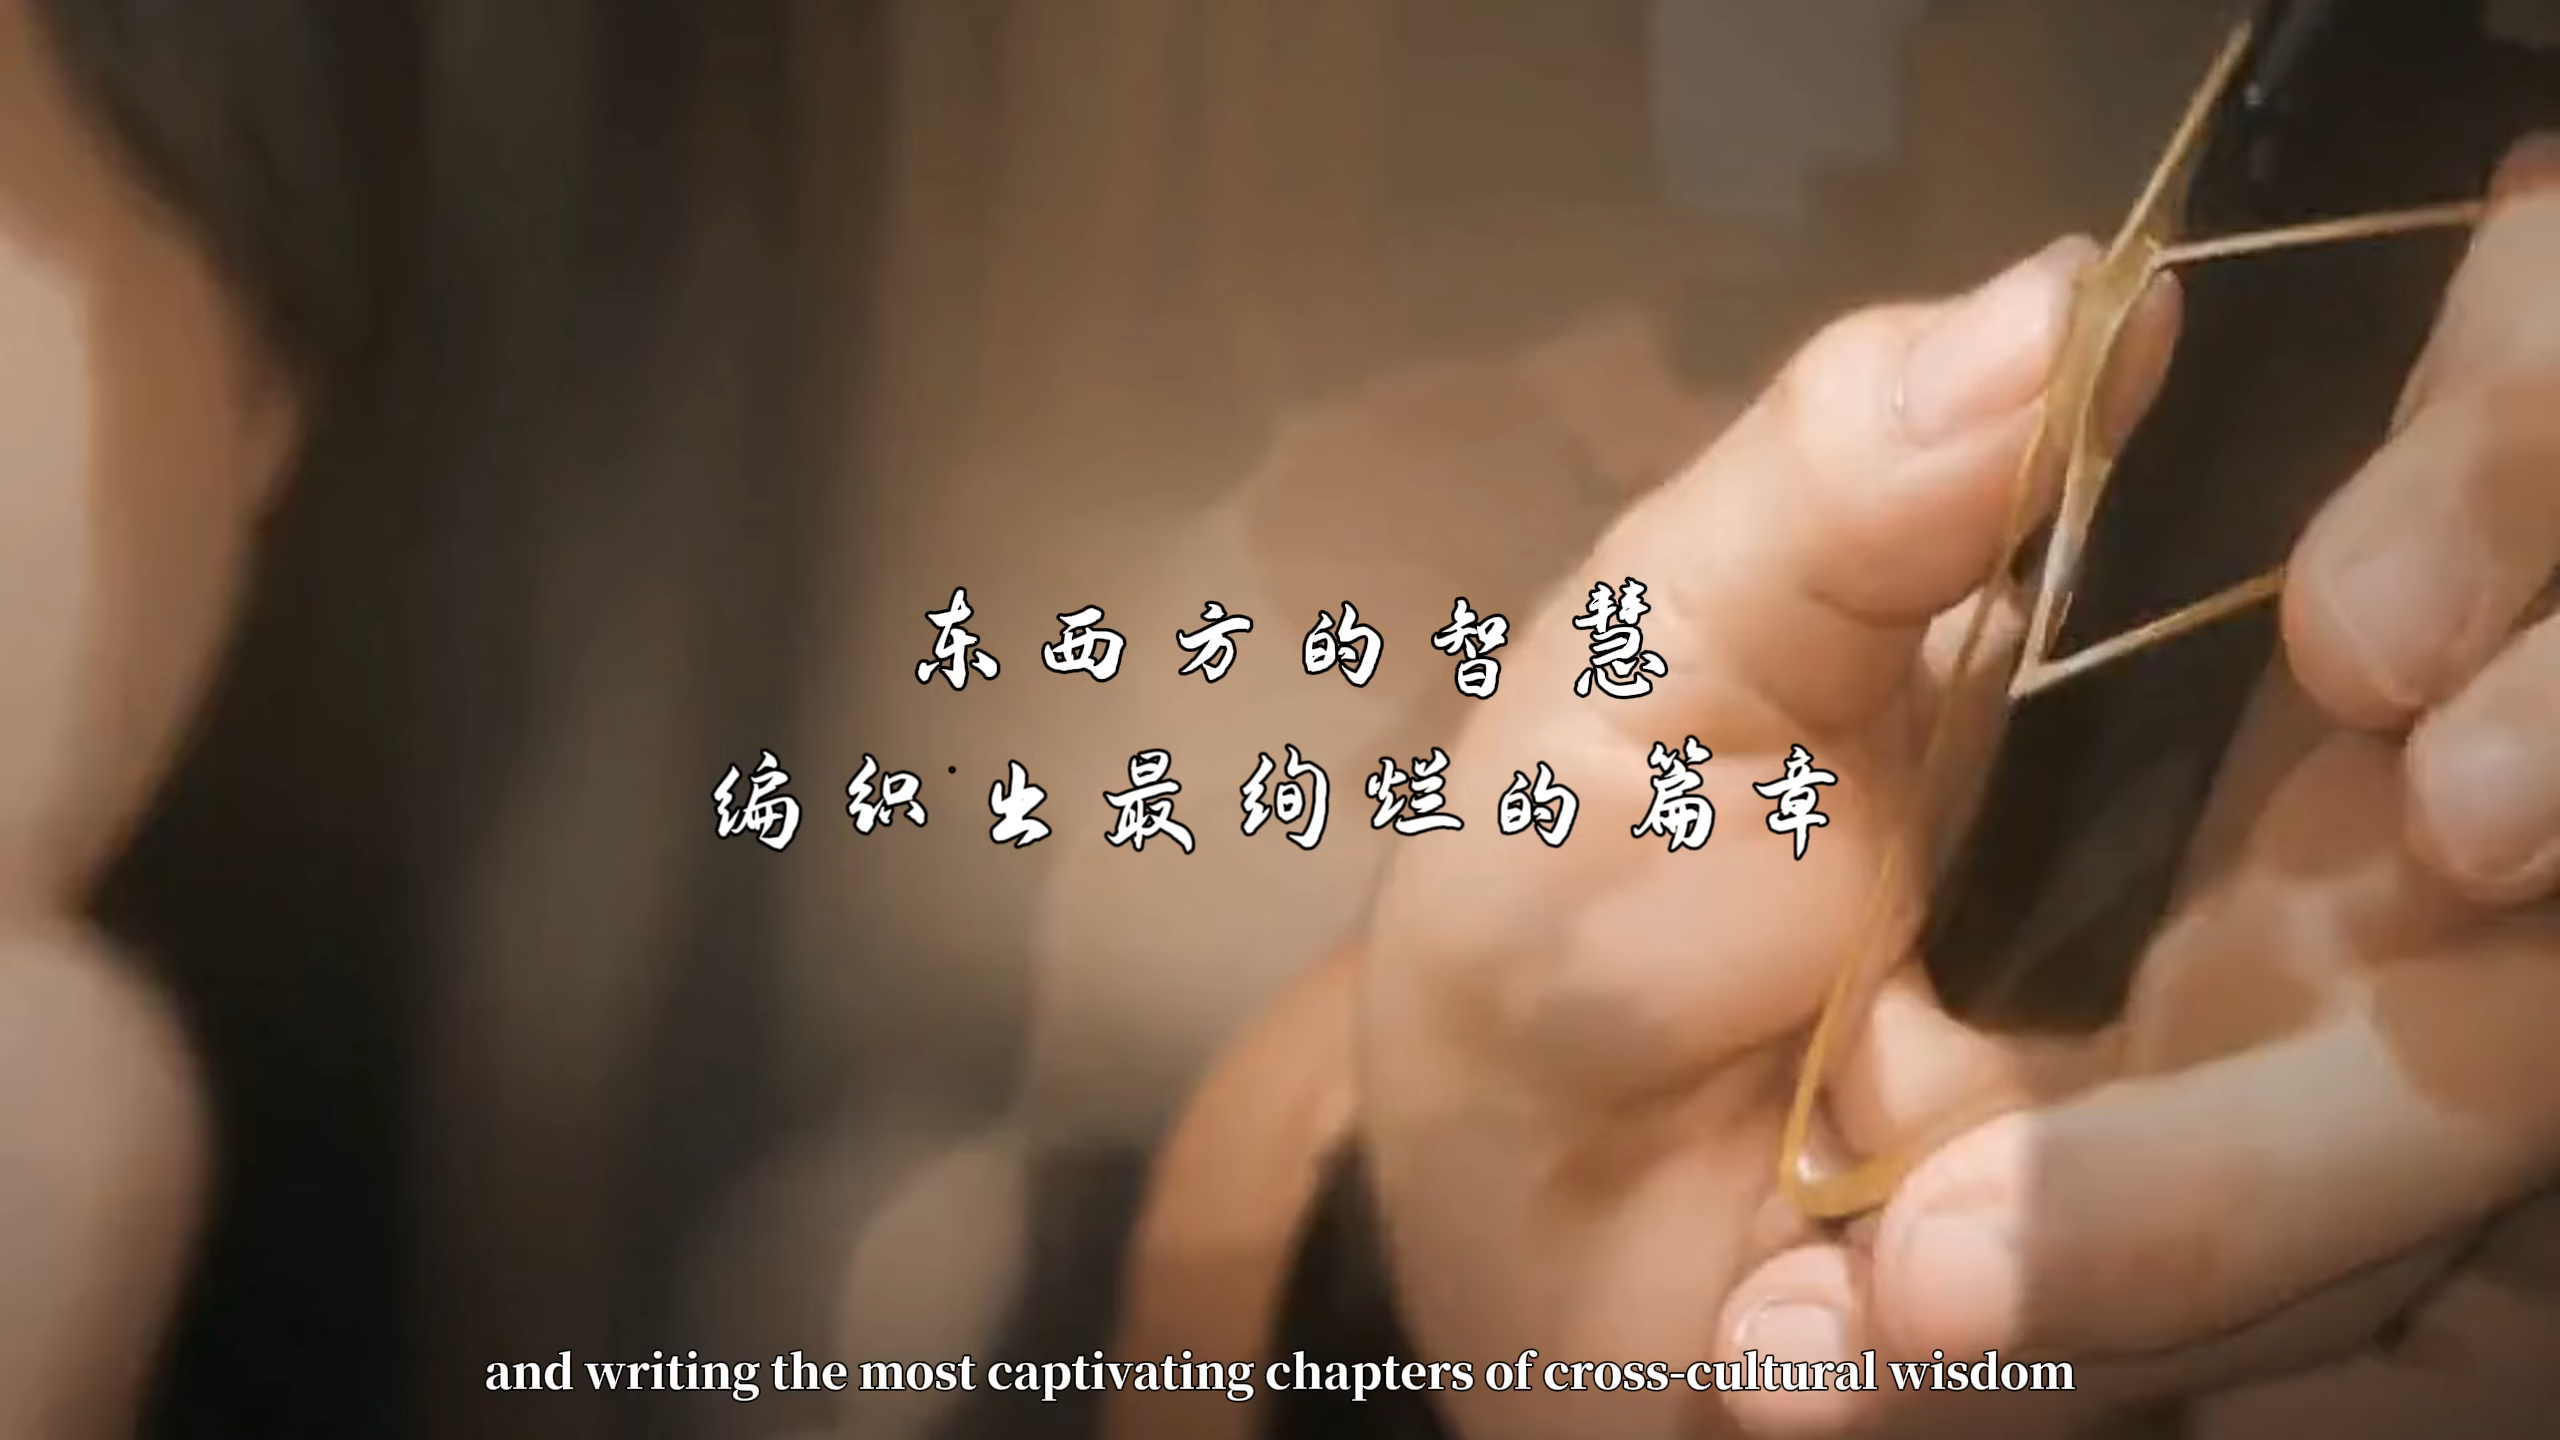 东西方的智慧
编织出最绚烂的篇章
and writing the most captivating chapters of cross-cultural wisdom